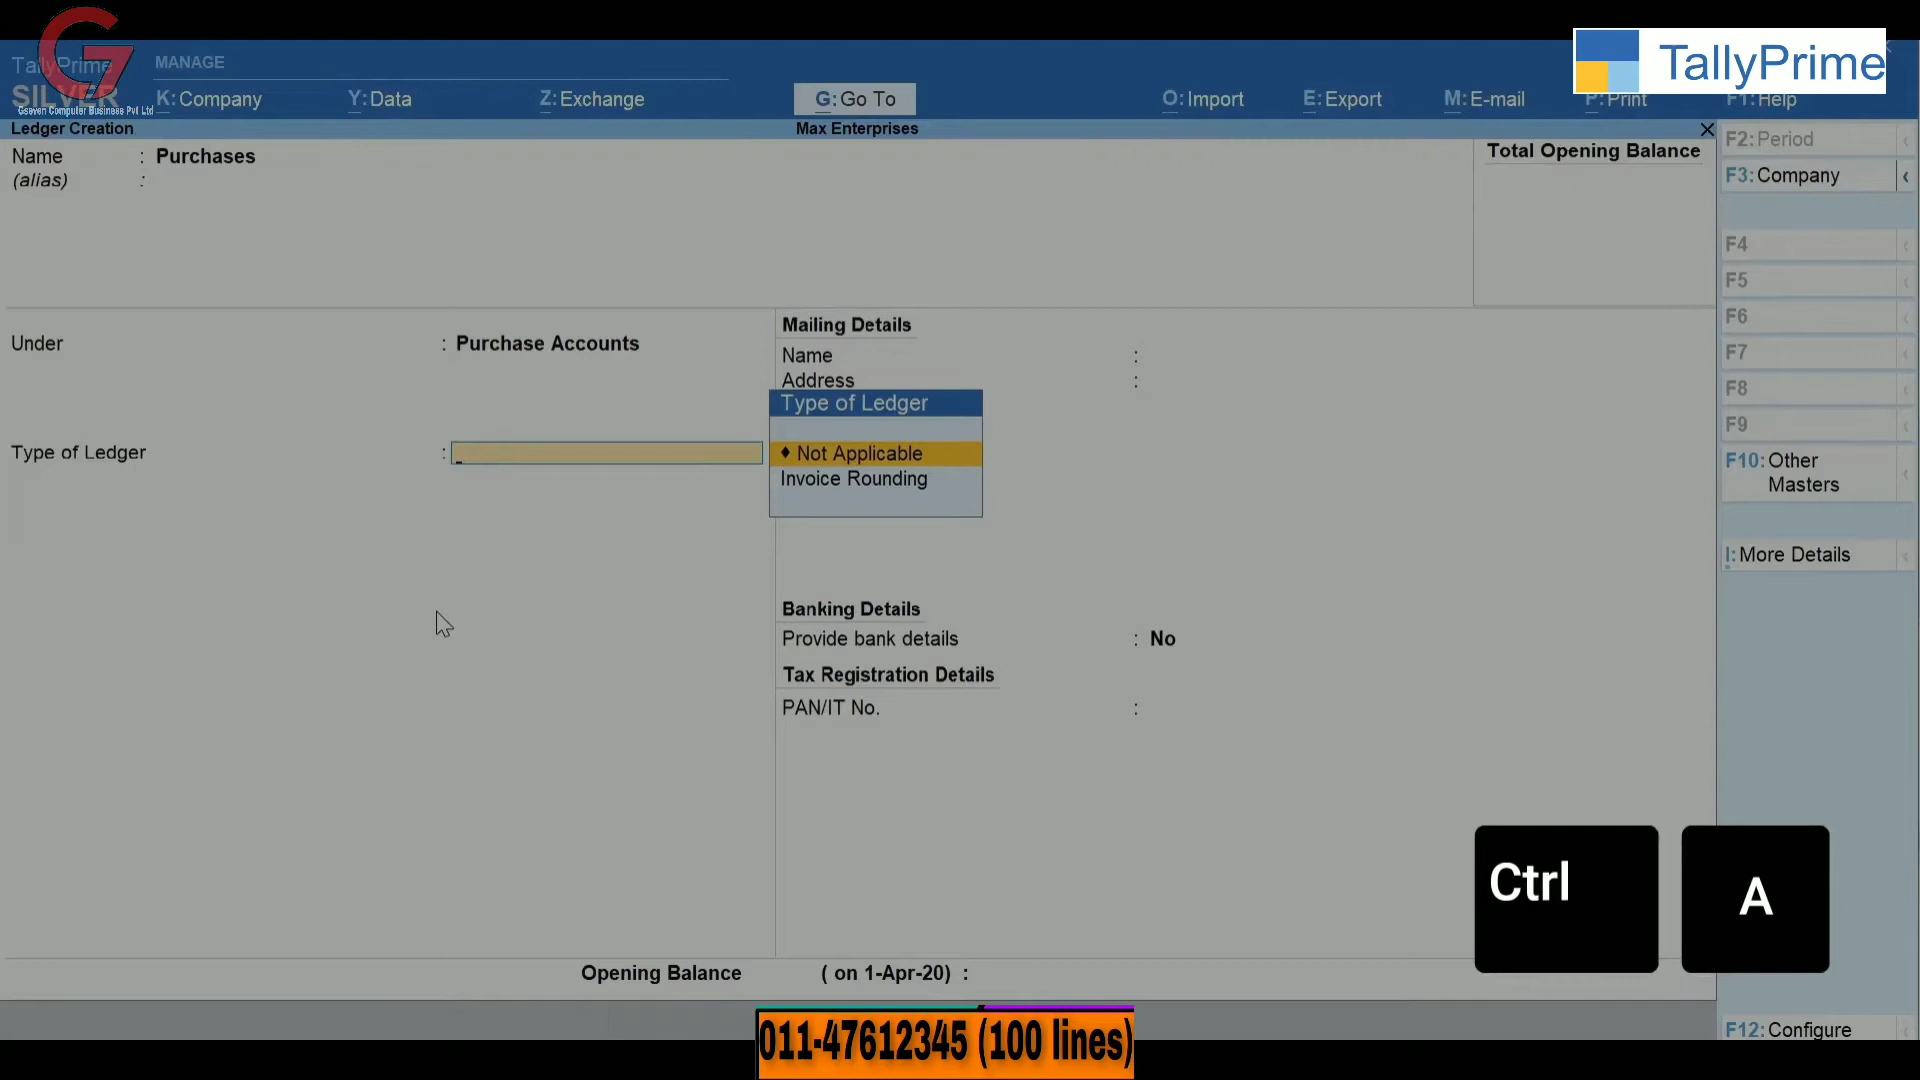 TallyPrime
MANAGE
TallyPrime
SILVER
Gseven Computer Business Pvt Ltd
K: Company
Y: Data
Z: Exchange
G: Go To
O: Import
E: Export
M: E-mail
P: Print
F1: Help
Ledger Creation
Max Enterprises
F2: Period
Name : Purchases
Total Opening Balance
(alias) :
F3: Company
F4
F5
F6
Mailing Details
Under : Purchase Accounts
Name :
F7
Address :
F8
Type of Ledger
F9
Type of Ledger :
♦ Not Applicable
F10: Other Masters
Invoice Rounding
I: More Details
Banking Details
Provide bank details : No
Tax Registration Details
PAN/IT No. :
Ctrl
A
Opening Balance ( on 1-Apr-20) :
F12: Configure
011-47612345 (100 lines)